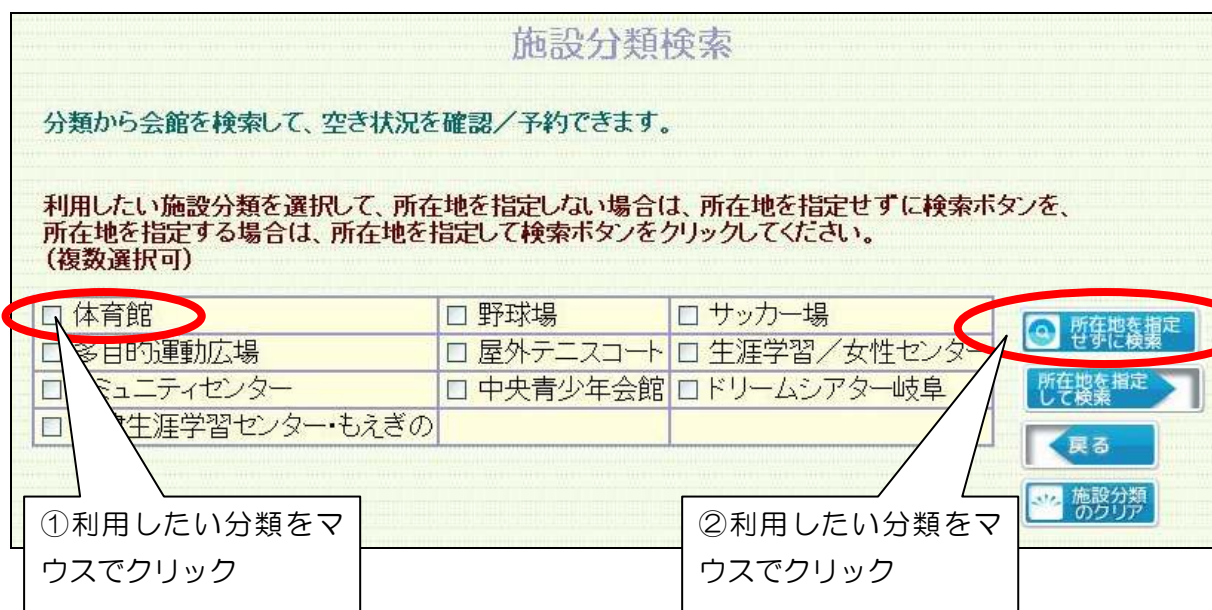 施設分類検索
分類から会館を検索して、空き状況を確認／予約できます。
利用したい施設分類を選択して、所在地を指定しない場合は、所在地を指定せずに検索ボタンを、
所在地を指定する場合は、所在地を指定して検索ボタンをクリックしてください。
（複数選択可）
体育館
野球場
サッカー場
多目的運動広場
屋外テニスコート
生涯学習／女性センター
ミュニティセンター
中央青少年会館
ドリームシアター岐阜
生涯学習センター・もえぎの
所在地を指定
せずに検索
所在地を指定
して検索
戻る
施設分類
のクリア
①利用したい分類をマ
ウスでクリック
②利用したい分類をマ
ウスでクリック